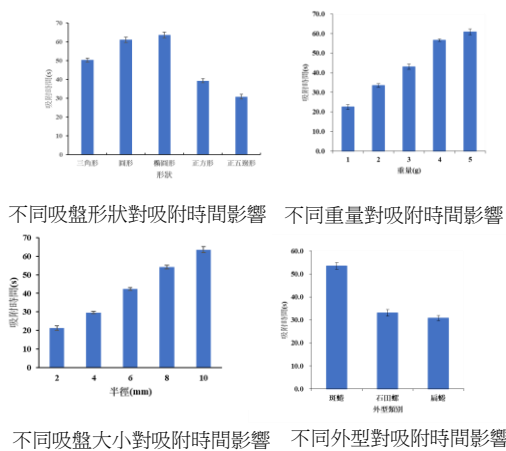 70
60
50
40
30
20
10
0
吸附時間(s)
三角形 圓形 橢圓形 正方形 正五邊形
形狀
不同吸盤形狀對吸附時間影響
70.0
60.0
50.0
40.0
30.0
20.0
10.0
0.0
吸附時間(s)
1 2 3 4 5
重量(g)
不同重量對吸附時間影響
70
60
50
40
30
20
10
0
吸附時間(s)
2 4 6 8 10
半徑(mm)
不同吸盤大小對吸附時間影響
60.0
50.0
40.0
30.0
20.0
10.0
0.0
吸附時間(s)
斑蜷 石田螺 扁蜷
外型類別
不同外型對吸附時間影響